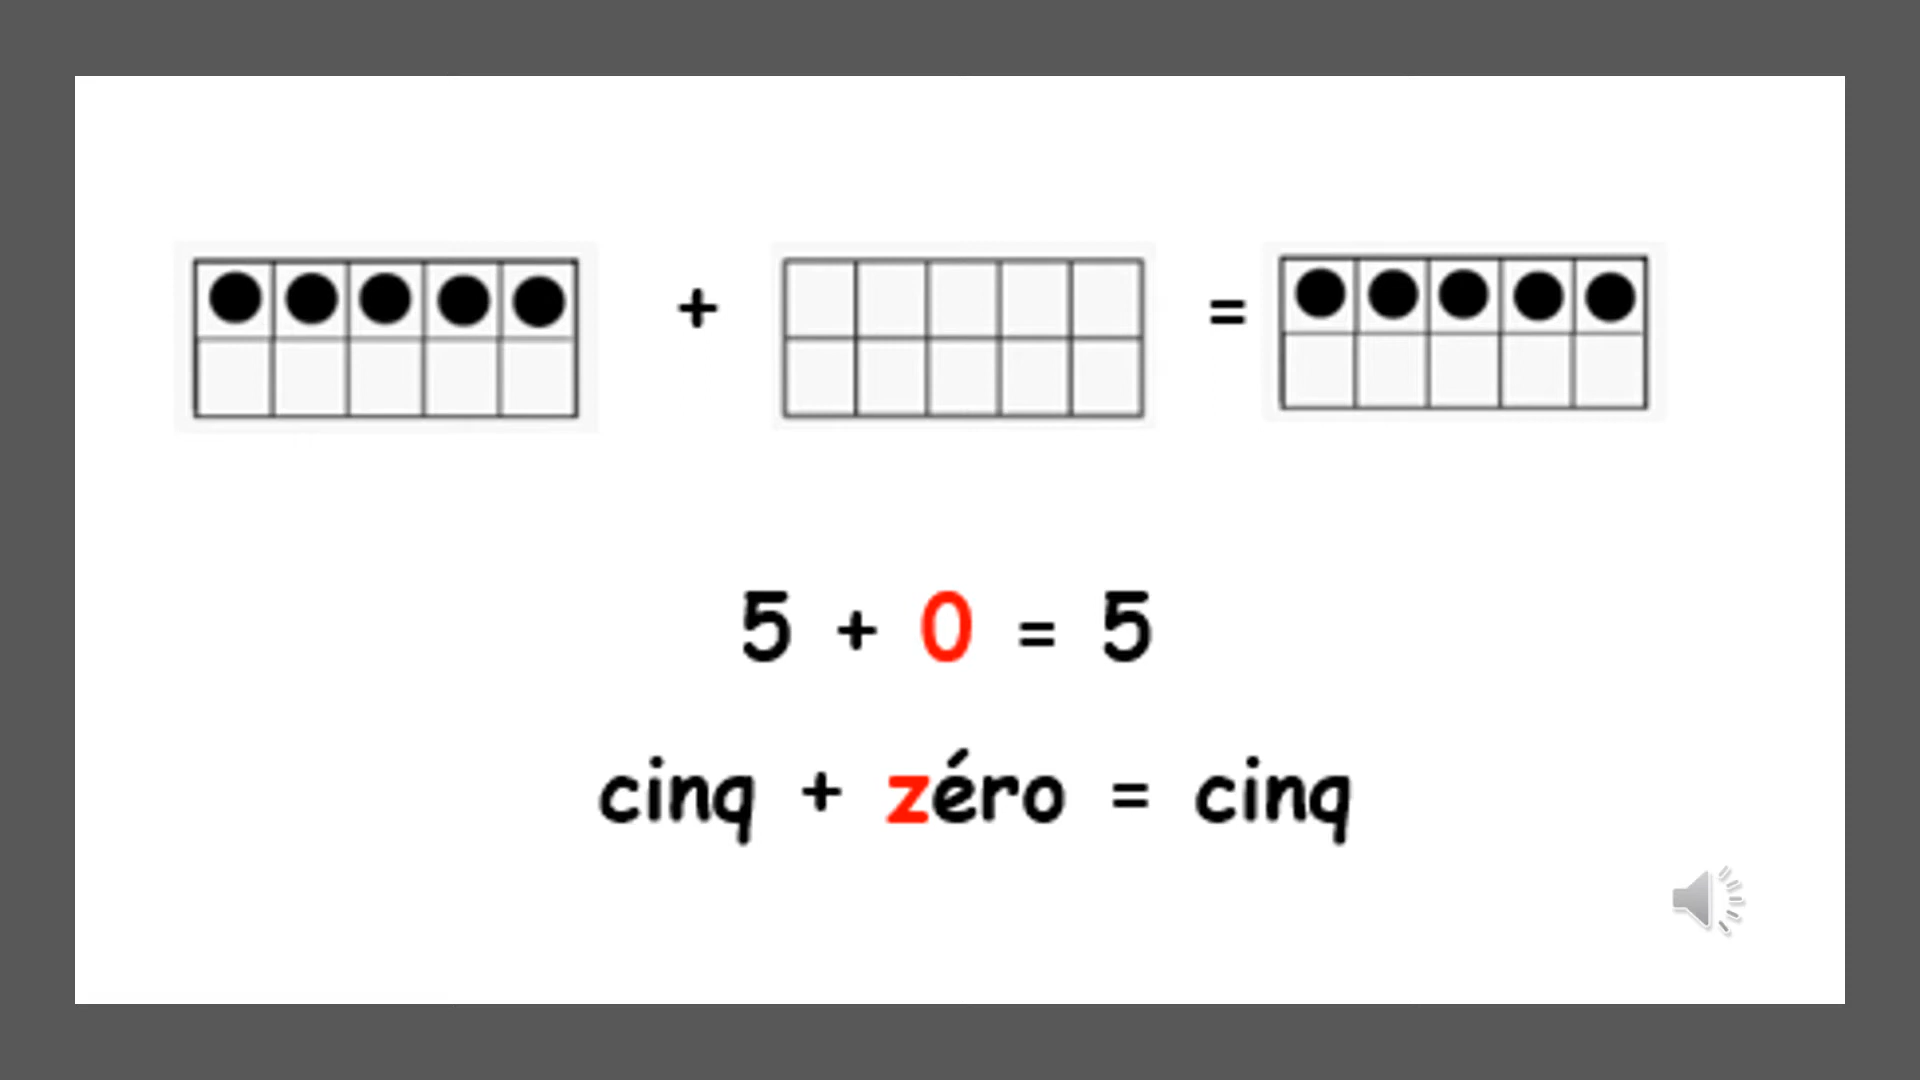 + =
5 + 0 = 5
cinq + zéro = cinq